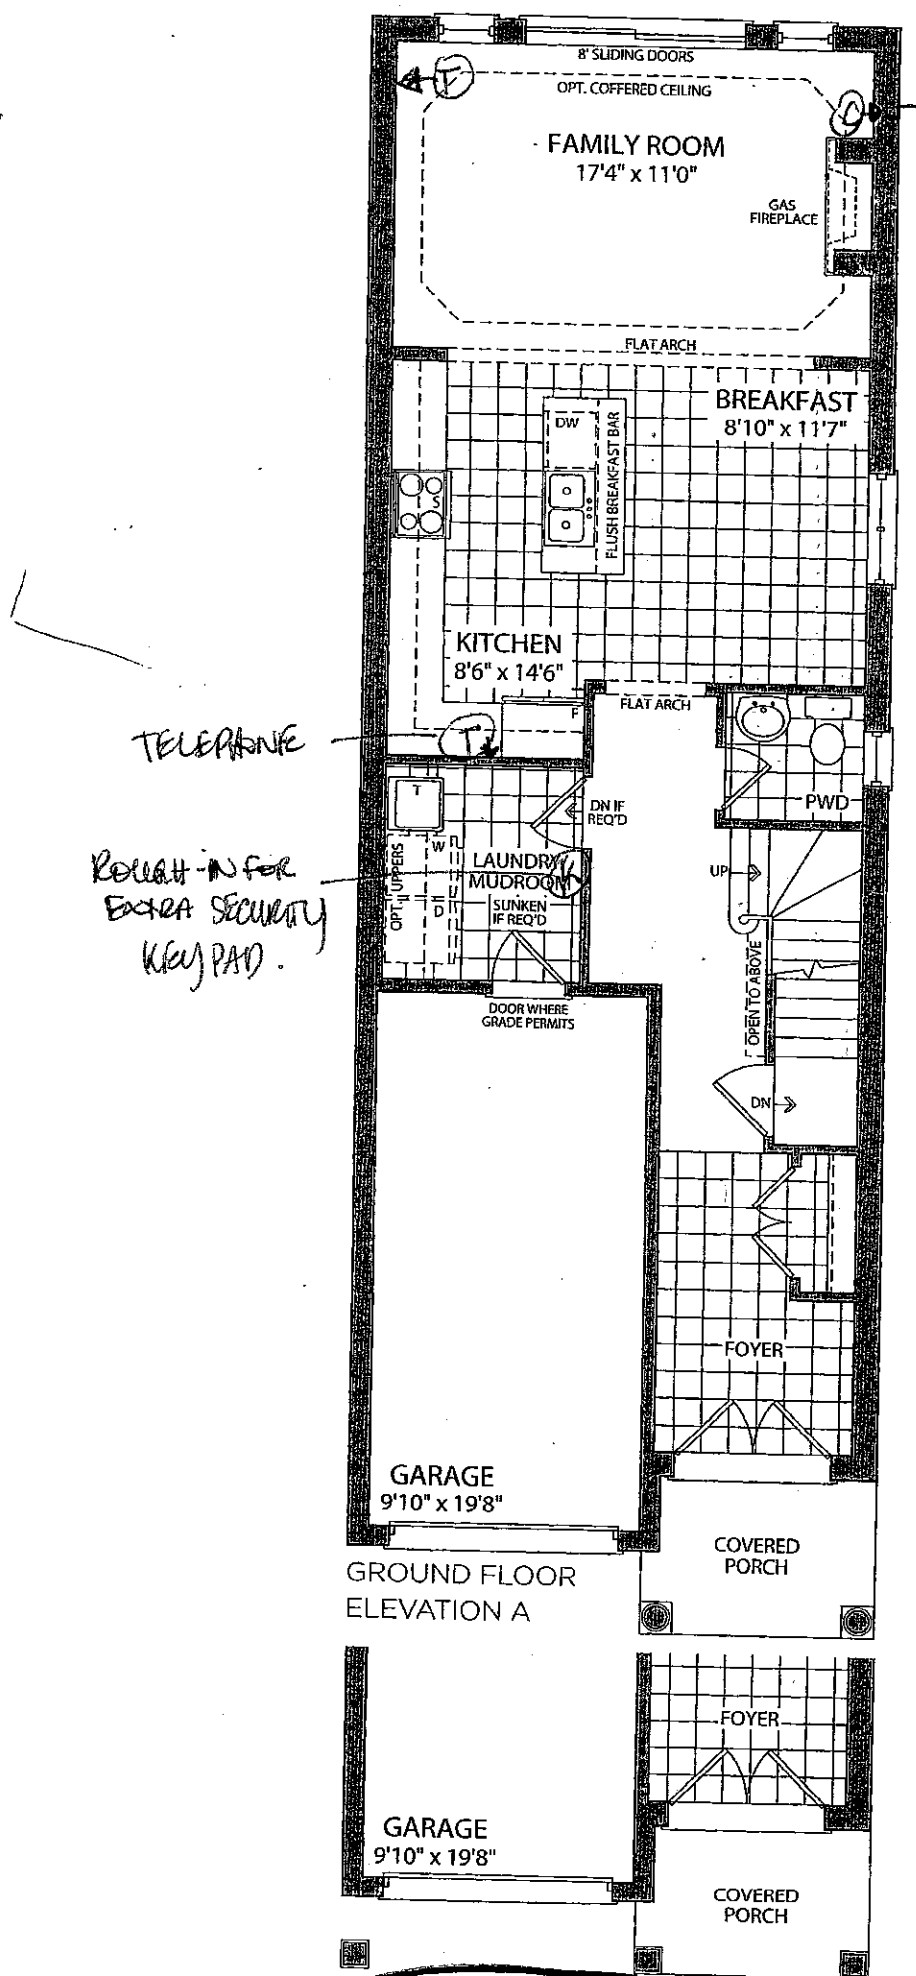 8' SLIDING DOORS
OPT. COFFERED CEILING
T
FAMILY ROOM
17'4" x 11'0"
GAS
FIREPLACE
FLAT ARCH
BREAKFAST
8'10" x 11'7"
DW
FLUSH BREAKFAST BAR
S
KITCHEN
8'6" x 14'6"
FLAT ARCH
F
TELEPHONE
T
T
DN IF
REQ'D
PWD
ROUGH-IN FOR
EXTRA SECURITY
KEYPAD.
OPT. UPPERS
W
D
LAUNDRY/
MUDROOM
K
SUNKEN
IF REQ'D
UP
OPEN TO ABOVE
DOOR WHERE
GRADE PERMITS
DN
FOYER
GARAGE
9'10" x 19'8"
COVERED
PORCH
GROUND FLOOR
ELEVATION A
FOYER
GARAGE
9'10" x 19'8"
COVERED
PORCH